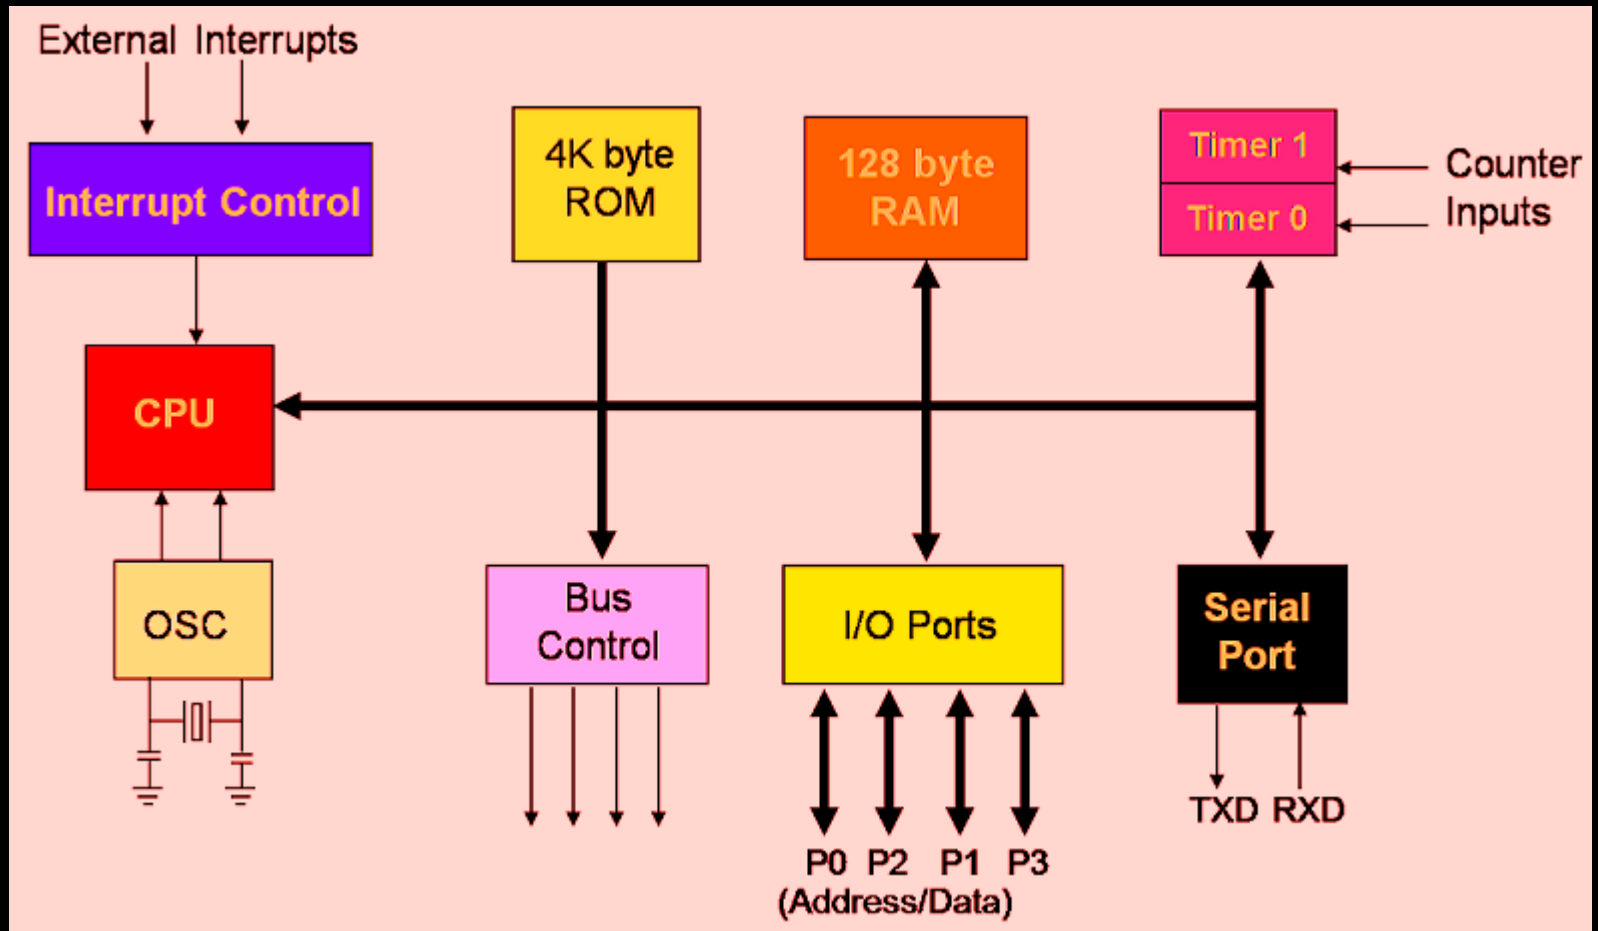 External Interrupts
Interrupt Control
4K byte
ROM
128 byte
RAM
Timer 1
Timer 0
Counter
Inputs
CPU
OSC
Bus
Control
I/O Ports
Serial
Port
TXD RXD
P0 P2 P1 P3
(Address/Data)